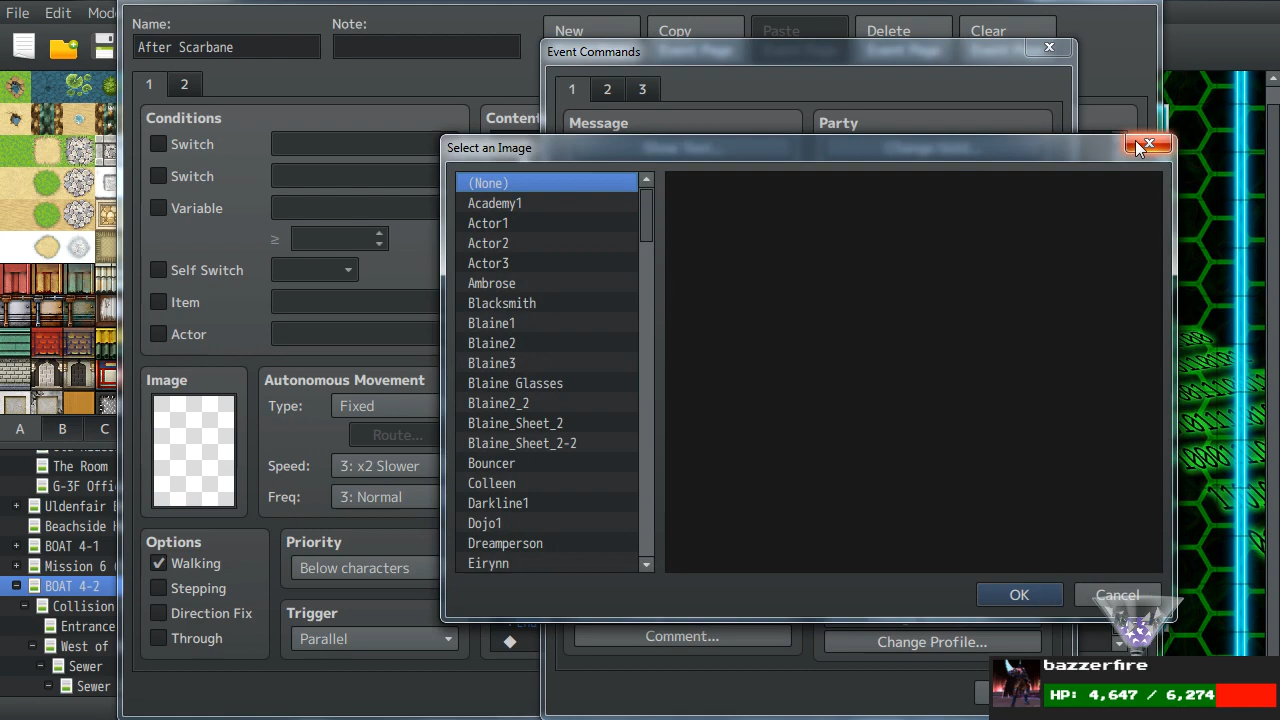 File Edit Mode
Name:
Note:
After Scarbane
New Copy Paste Delete Clear
1 2
Conditions
Switch
Switch
Variable
≥
Self Switch
Item
Actor
Image
Autonomous Movement
Type: Fixed
Route...
Speed: 3: x2 Slower
Freq: 3: Normal
Options
Walking
Stepping
Direction Fix
Through
Priority
Below characters
Trigger
Parallel
Event Commands
1 2 3
Message Party
Select an Image
(None)
Academy1
Actor1
Actor2
Actor3
Ambrose
Blacksmith
Blaine1
Blaine2
Blaine3
Blaine Glasses
Blaine2_2
Blaine_Sheet_2
Blaine_Sheet_2-2
Bouncer
Colleen
Darkline1
Dojo1
Dreamperson
Eirynn
OK Cancel
Comment...
Change Profile...
A B C
The Room
G-3F Offi
Uldenfair
Beachside
BOAT 4-1
Mission 6
BOAT 4-2
Collision
Entrance
West of
Sewer
Sewer
bazzerfire
HP: 4,647 / 6,274